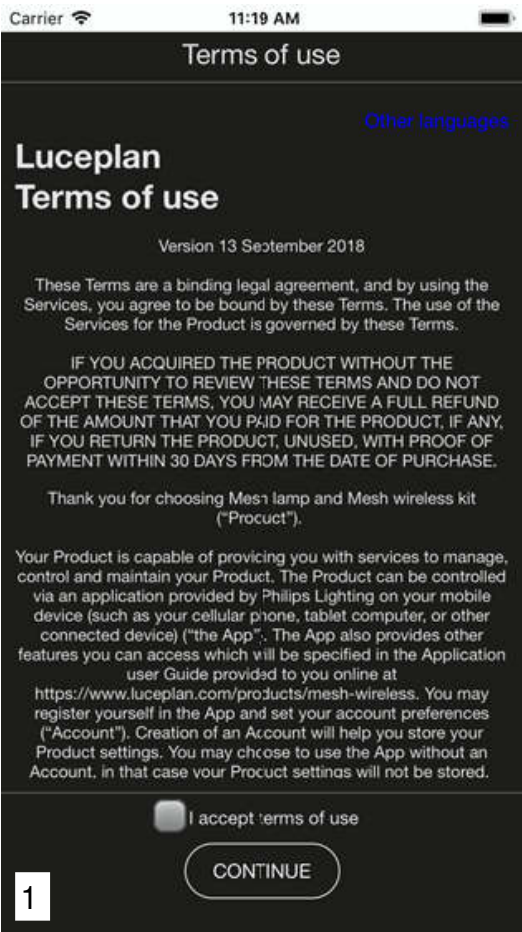 Carrier 11:19 AM
Terms of use
Other languages
Luceplan
Terms of use
Version 13 September 2018
These Terms are a binding legal agreement, and by using the
Services, you agree to be bound by these Terms. The use of the
Services for the Product is governed by these Terms.
IF YOU ACQUIRED THE PRODUCT WITHOUT THE
OPPORTUNITY TO REVIEW THESE TERMS AND DO NOT
ACCEPT THESE TERMS, YOU MAY RECEIVE A FULL REFUND
OF THE AMOUNT THAT YOU PAID FOR THE PRODUCT, IF ANY,
IF YOU RETURN THE PRODUCT, UNUSED, WITH PROOF OF
PAYMENT WITHIN 30 DAYS FROM THE DATE OF PURCHASE.
Thank you for choosing Mesh lamp and Mesh wireless kit
(“Product”).
Your Product is capable of providing you with services to manage,
control and maintain your Product. The Product can be controlled
via an application provided by Philips Lighting on your mobile
device (such as your cellular phone, tablet computer, or other
connected device) (“the App”). The App also provides other
features you can access which will be specified in the Application
user Guide provided to you online at
https://www.luceplan.com/products/mesh-wireless. You may
register yourself in the App and set your account preferences
(“Account”). Creation of an Account will help you store your
Product settings. You may choose to use the App without an
Account, in that case your Product settings will not be stored.
I accept terms of use
CONTINUE
1